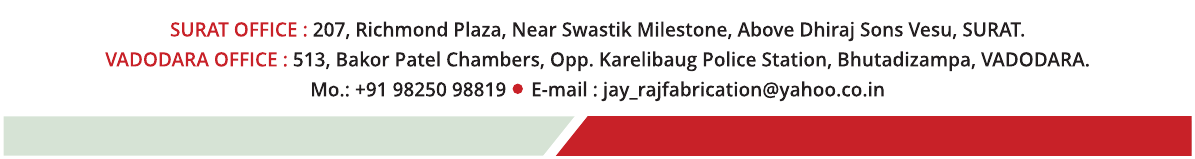 SURAT OFFICE : 207, Richmond Plaza, Near Swastik Milestone, Above Dhiraj Sons Vesu, SURAT.
VADODARA OFFICE : 513, Bakor Patel Chambers, Opp. Karelibaug Police Station, Bhutadizampa, VADODARA.
Mo.: +91 98250 98819 ● E-mail : jay_rajfabrication@yahoo.co.in